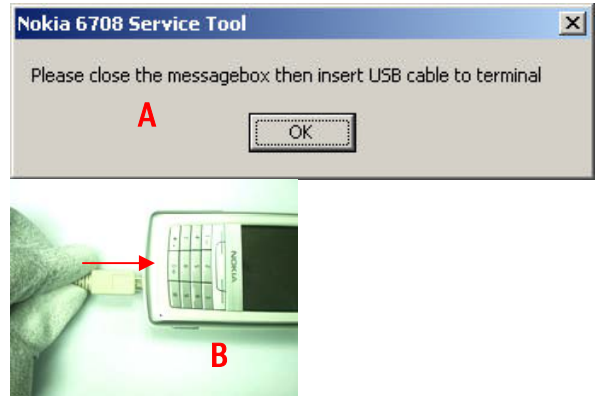 Nokia 6708 Service Tool
Please close the messagebox then insert USB cable to terminal
A
OK
NOKIA
B